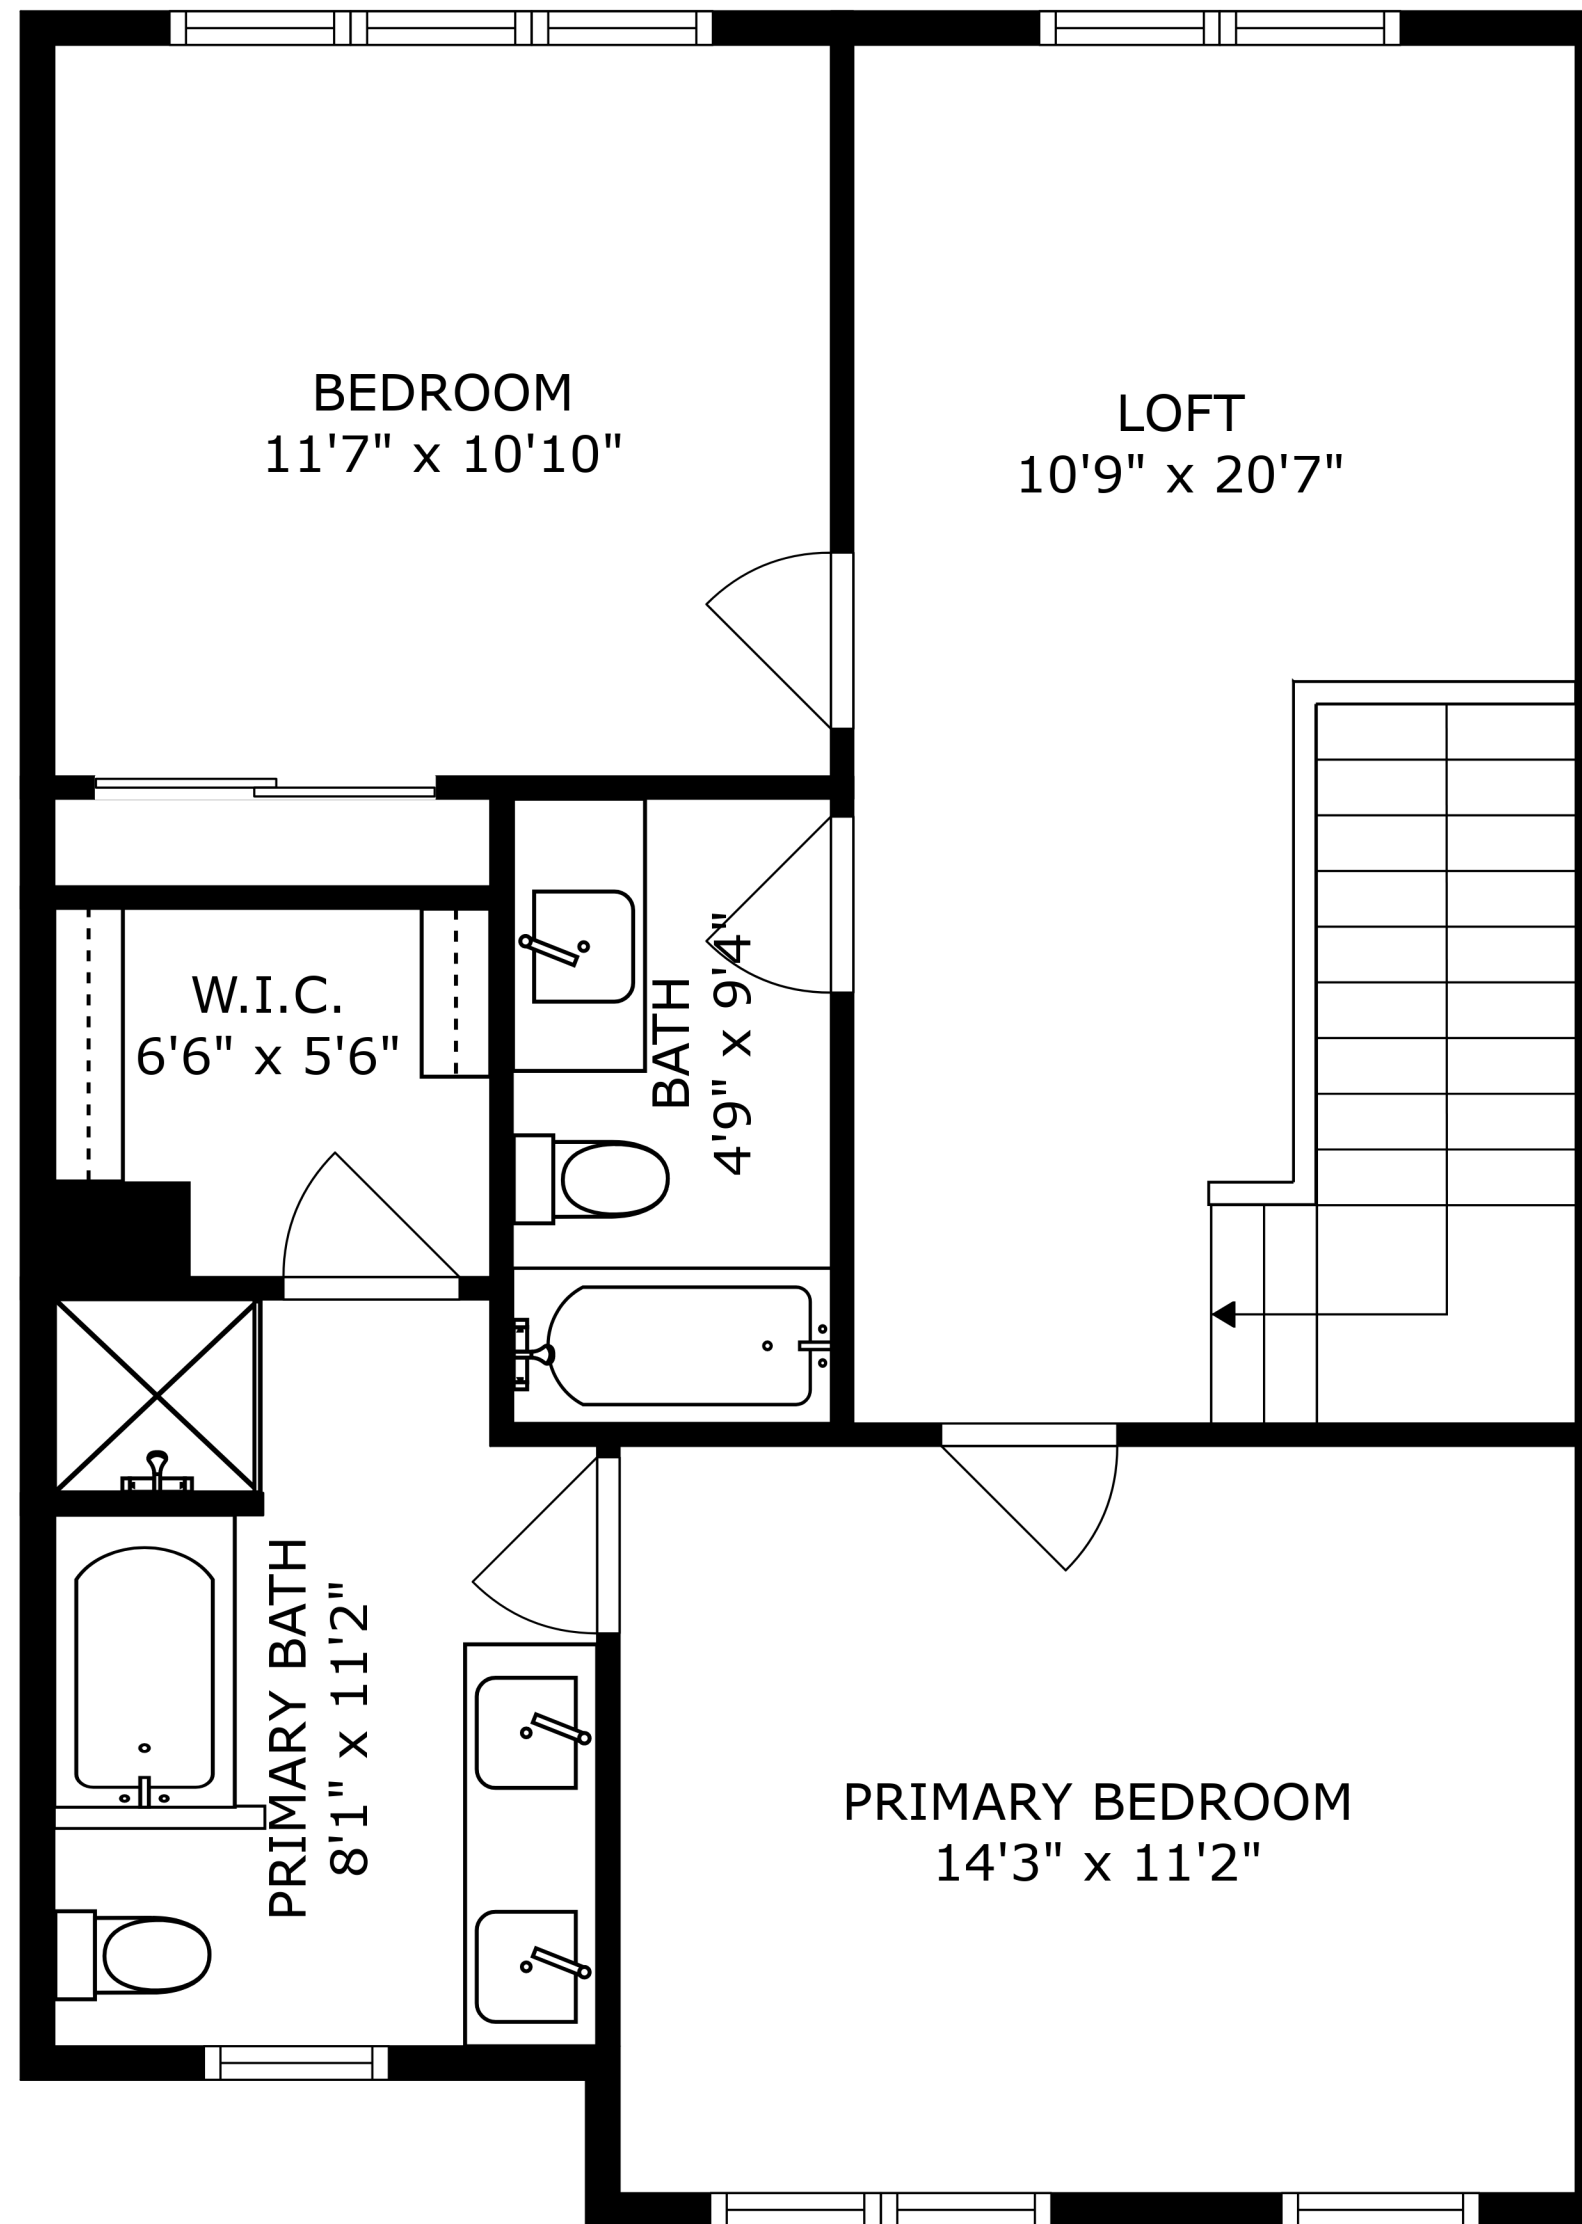 BEDROOM
11'7" x 10'10"
LOFT
10'9" x 20'7"
W.I.C.
6'6" x 5'6"
BATH
4'9" x 9'4"
PRIMARY BATH
8'1" x 11'2"
PRIMARY BEDROOM
14'3" x 11'2"